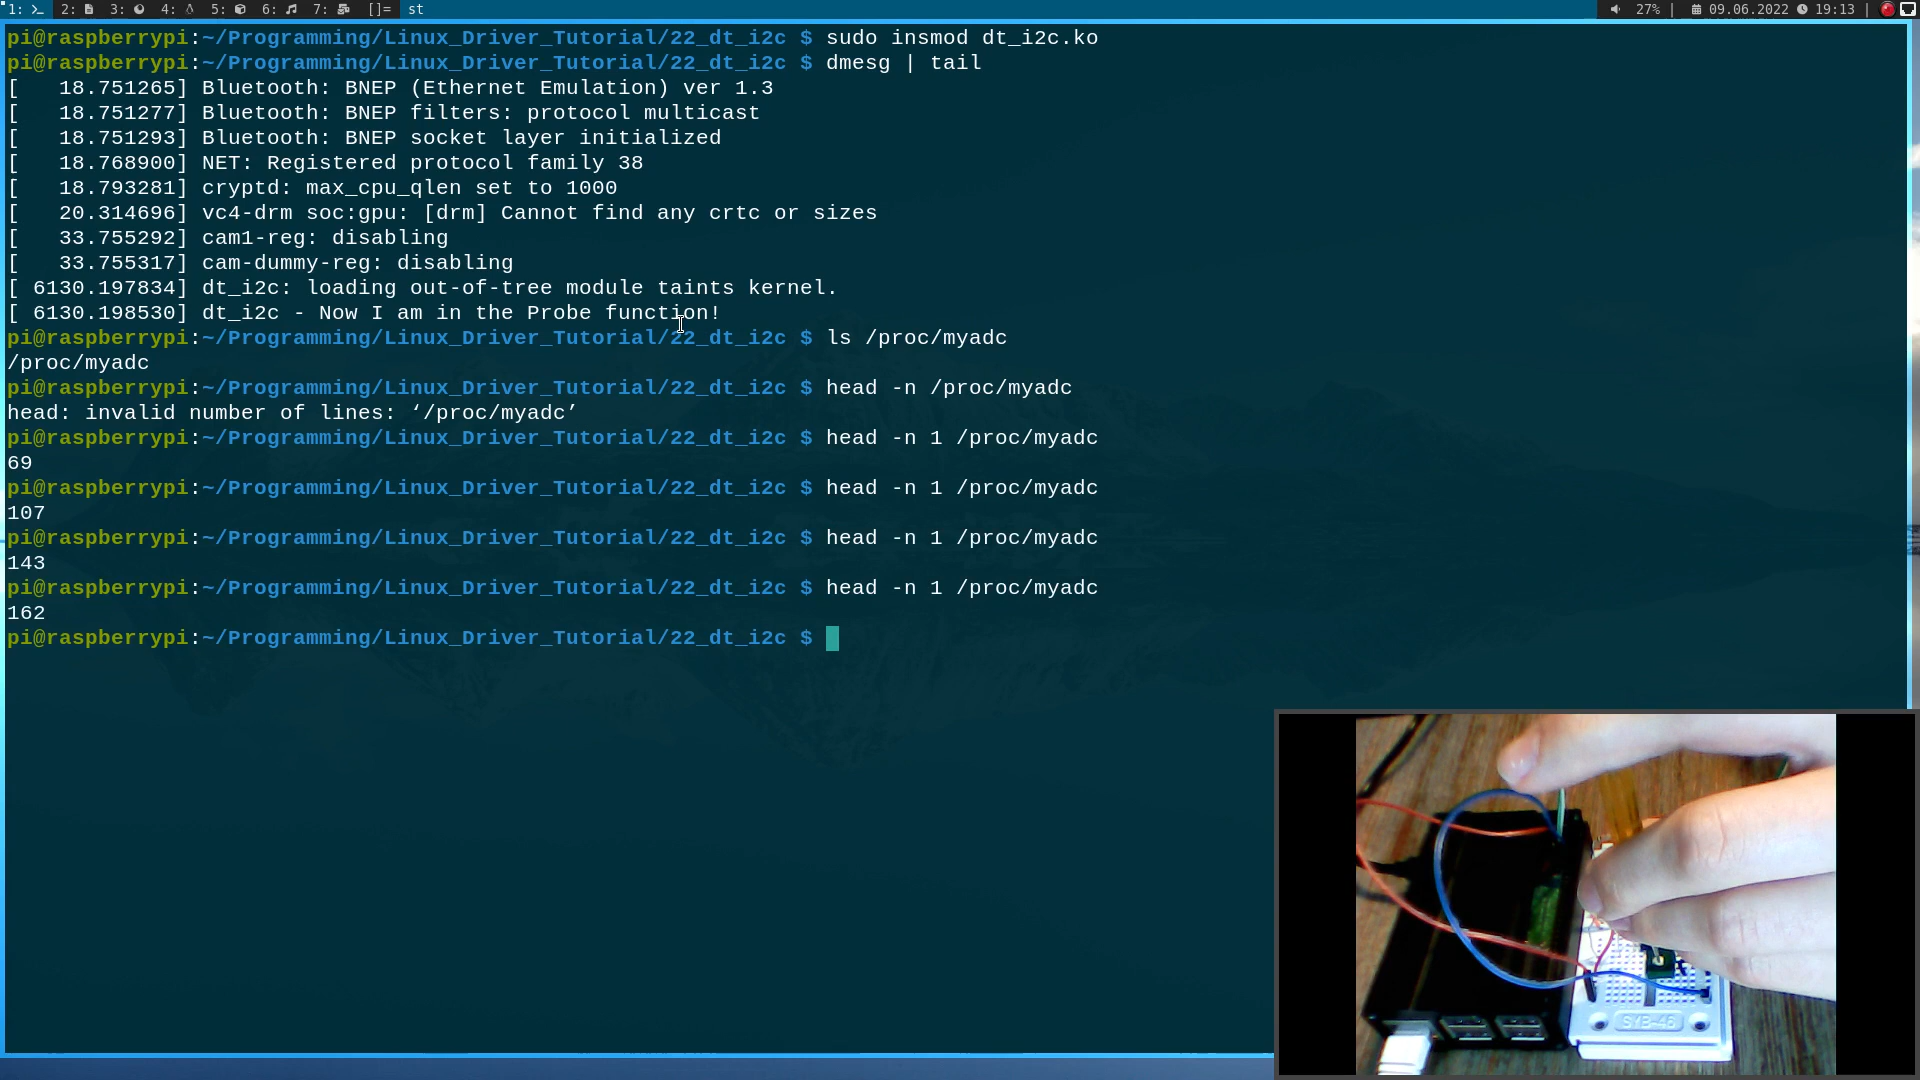 1: 2: 3: 4: 5: 6: 7: []= st 27% | 09.06.2022 19:13 |
pi@raspberrypi:~/Programming/Linux_Driver_Tutorial/22_dt_i2c $ sudo insmod dt_i2c.ko
pi@raspberrypi:~/Programming/Linux_Driver_Tutorial/22_dt_i2c $ dmesg | tail
[   18.751265] Bluetooth: BNEP (Ethernet Emulation) ver 1.3
[   18.751277] Bluetooth: BNEP filters: protocol multicast
[   18.751293] Bluetooth: BNEP socket layer initialized
[   18.768900] NET: Registered protocol family 38
[   18.793281] cryptd: max_cpu_qlen set to 1000
[   20.314696] vc4-drm soc:gpu: [drm] Cannot find any crtc or sizes
[   33.755292] cam1-reg: disabling
[   33.755317] cam-dummy-reg: disabling
[ 6130.197834] dt_i2c: loading out-of-tree module taints kernel.
[ 6130.198530] dt_i2c - Now I am in the Probe function!
pi@raspberrypi:~/Programming/Linux_Driver_Tutorial/22_dt_i2c $ ls /proc/myadc
/proc/myadc
pi@raspberrypi:~/Programming/Linux_Driver_Tutorial/22_dt_i2c $ head -n /proc/myadc
head: invalid number of lines: ‘/proc/myadc’
pi@raspberrypi:~/Programming/Linux_Driver_Tutorial/22_dt_i2c $ head -n 1 /proc/myadc
69
pi@raspberrypi:~/Programming/Linux_Driver_Tutorial/22_dt_i2c $ head -n 1 /proc/myadc
107
pi@raspberrypi:~/Programming/Linux_Driver_Tutorial/22_dt_i2c $ head -n 1 /proc/myadc
143
pi@raspberrypi:~/Programming/Linux_Driver_Tutorial/22_dt_i2c $ head -n 1 /proc/myadc
162
pi@raspberrypi:~/Programming/Linux_Driver_Tutorial/22_dt_i2c $
SYB-46